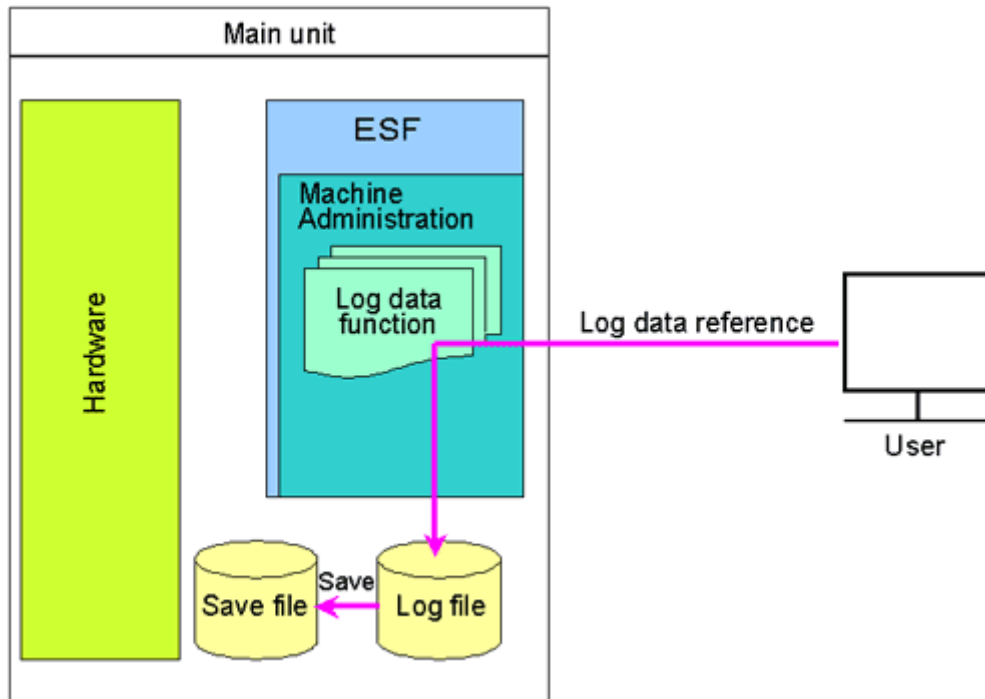 Main unit
ESF
Machine
Administration
Log data
function
Hardware
Log data reference
User
Save
Save file
Log file